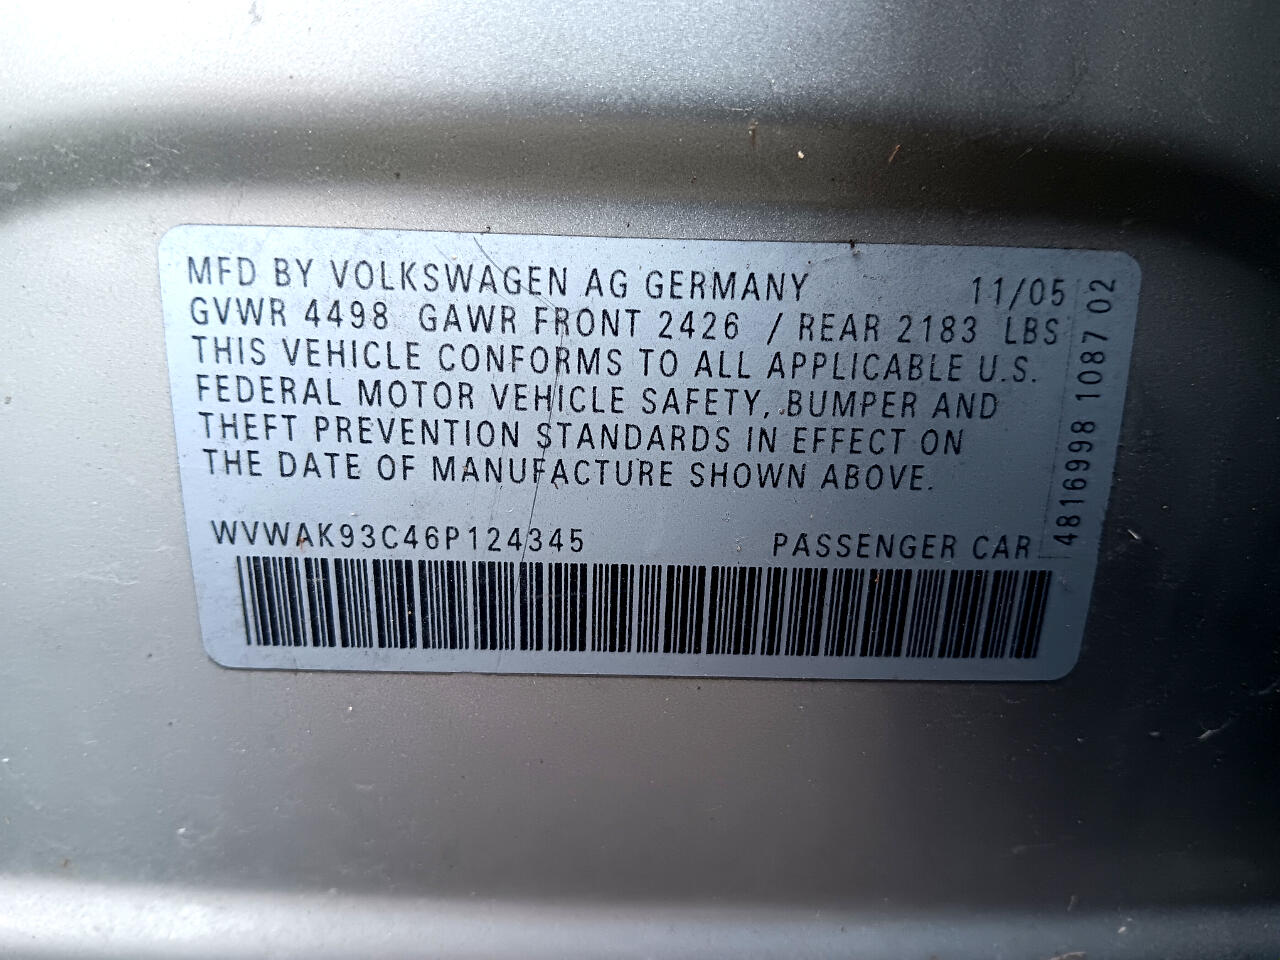 MFD BY VOLKSWAGEN AG GERMANY 11/05
GVWR 4498 GAWR FRONT 2426 / REAR 2183 LBS
THIS VEHICLE CONFORMS TO ALL APPLICABLE U.S.
FEDERAL MOTOR VEHICLE SAFETY, BUMPER AND
THEFT PREVENTION STANDARDS IN EFFECT ON
THE DATE OF MANUFACTURE SHOWN ABOVE.
WVWAK93C46P124345 PASSENGER CAR
4816998 1087 02